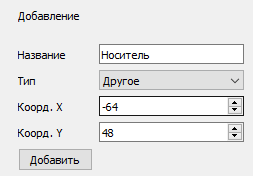 Добавление
Название Носитель
Тип Другое
Коорд. X -64
Коорд. Y 48
Добавить